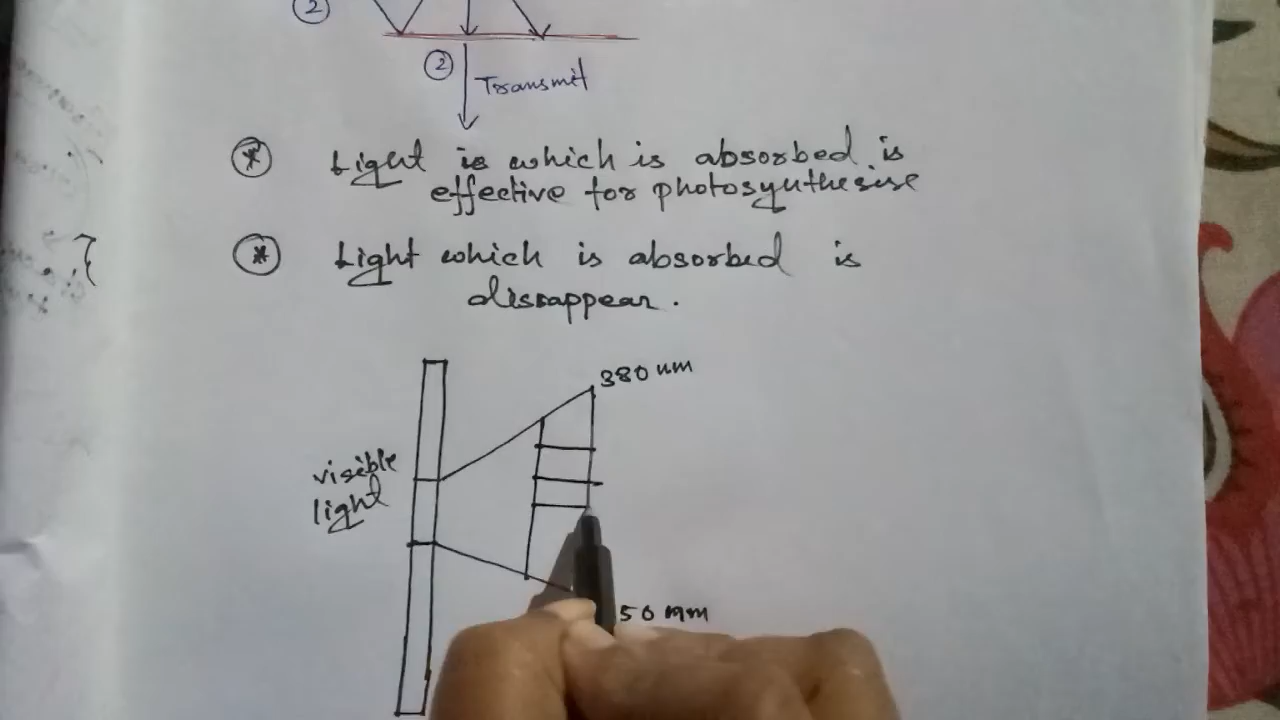 2
2 Transmit
* Light is which is absorbed is
effective for photosynthesise
* Light which is absorbed is
dissappear.
380 nm
visible
light
50 nm